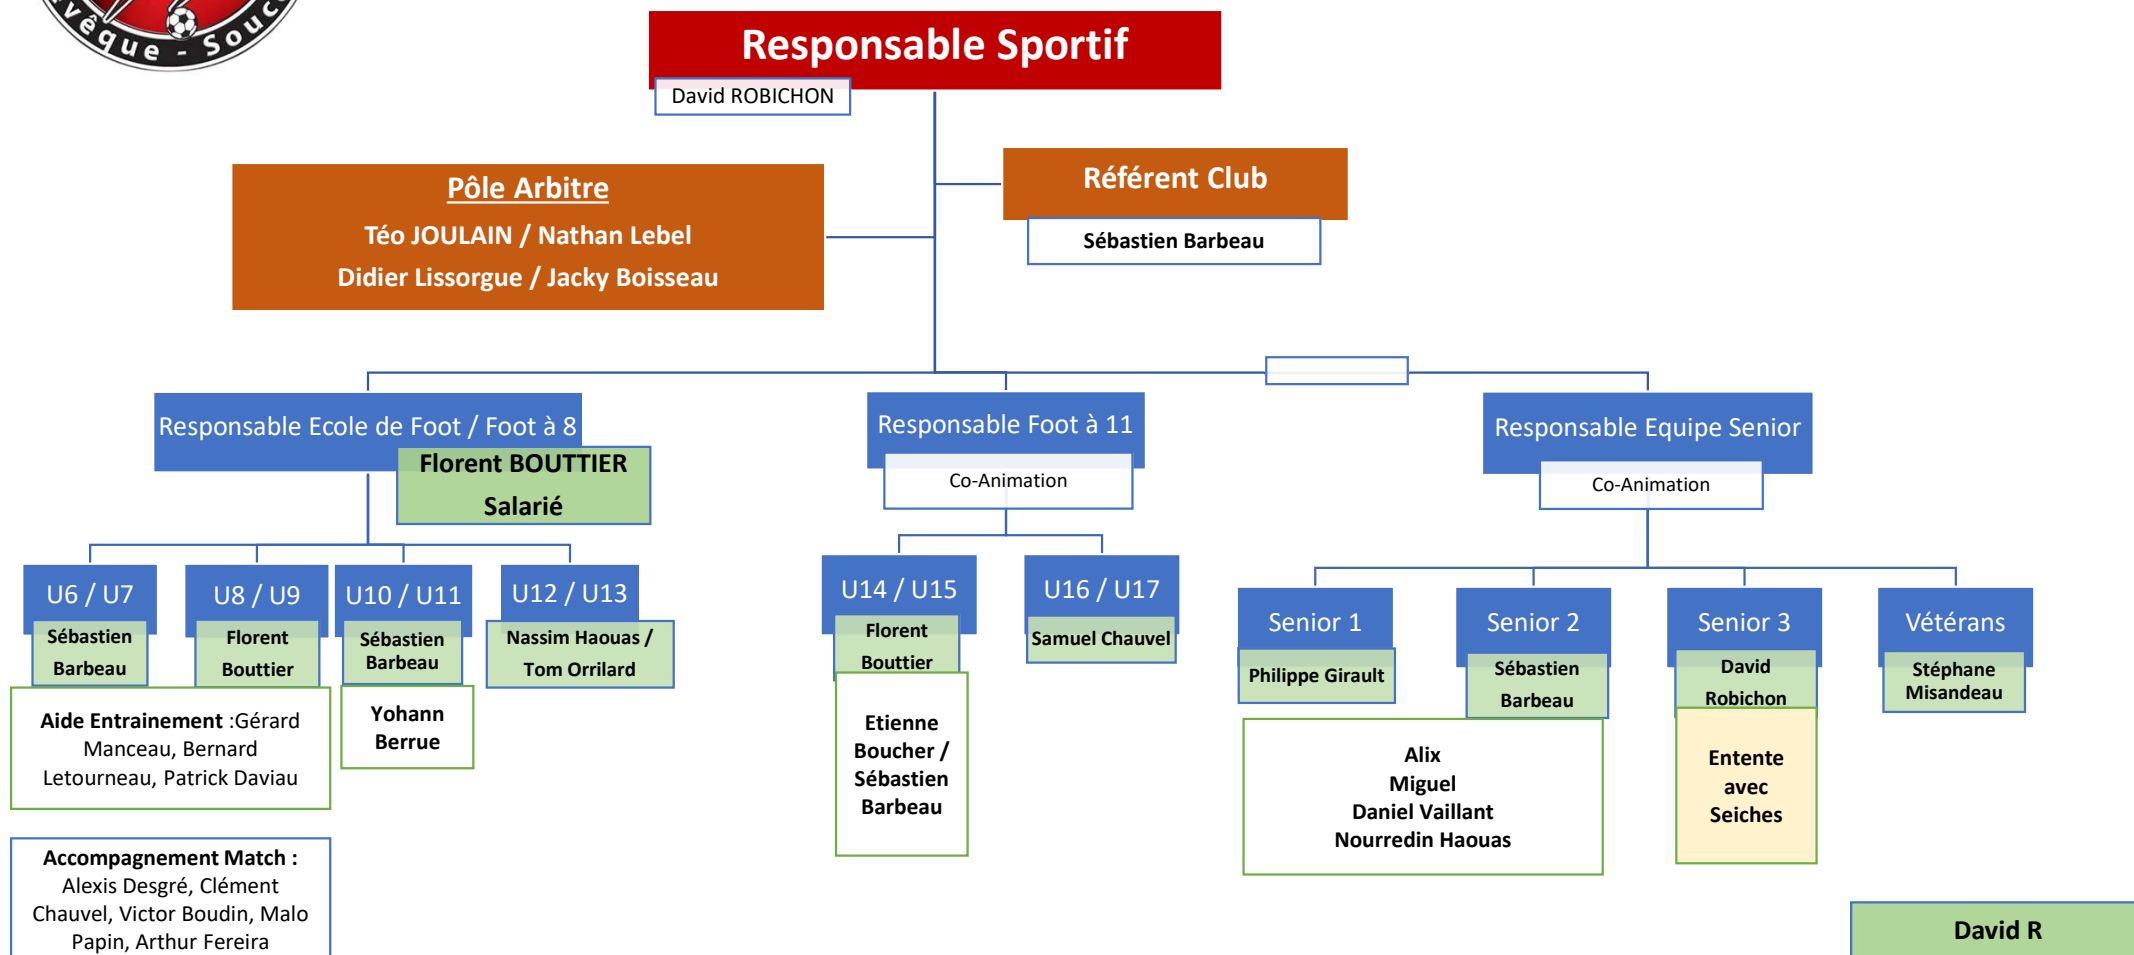 vêque - Souc
Responsable Sportif
David ROBICHON
Pôle Arbitre
Téo JOULAIN / Nathan Lebel
Didier Lissorgue / Jacky Boisseau
Référent Club
Sébastien Barbeau
Responsable Ecole de Foot / Foot à 8
Florent BOUTTIER
Salarié
Responsable Foot à 11
Co-Animation
Responsable Equipe Senior
Co-Animation
U6 / U7
Sébastien
Barbeau
U8 / U9
Florent
Bouttier
Aide Entrainement :Gérard
Manceau, Bernard
Letourneau, Patrick Daviau
U10 / U11
Sébastien
Barbeau
Yohann
Berrue
U12 / U13
Nassim Haouas /
Tom Orrilard
U14 / U15
Florent
Bouttier
Etienne
Boucher /
Sébastien
Barbeau
U16 / U17
Samuel Chauvel
Senior 1
Philippe Girault
Senior 2
Sébastien
Barbeau
Alix
Miguel
Daniel Vaillant
Nourredin Haouas
Senior 3
David
Robichon
Entente
avec
Seiches
Vétérans
Stéphane
Misandeau
Accompagnement Match :
Alexis Desgré, Clément
Chauvel, Victor Boudin, Malo
Papin, Arthur Fereira
David R